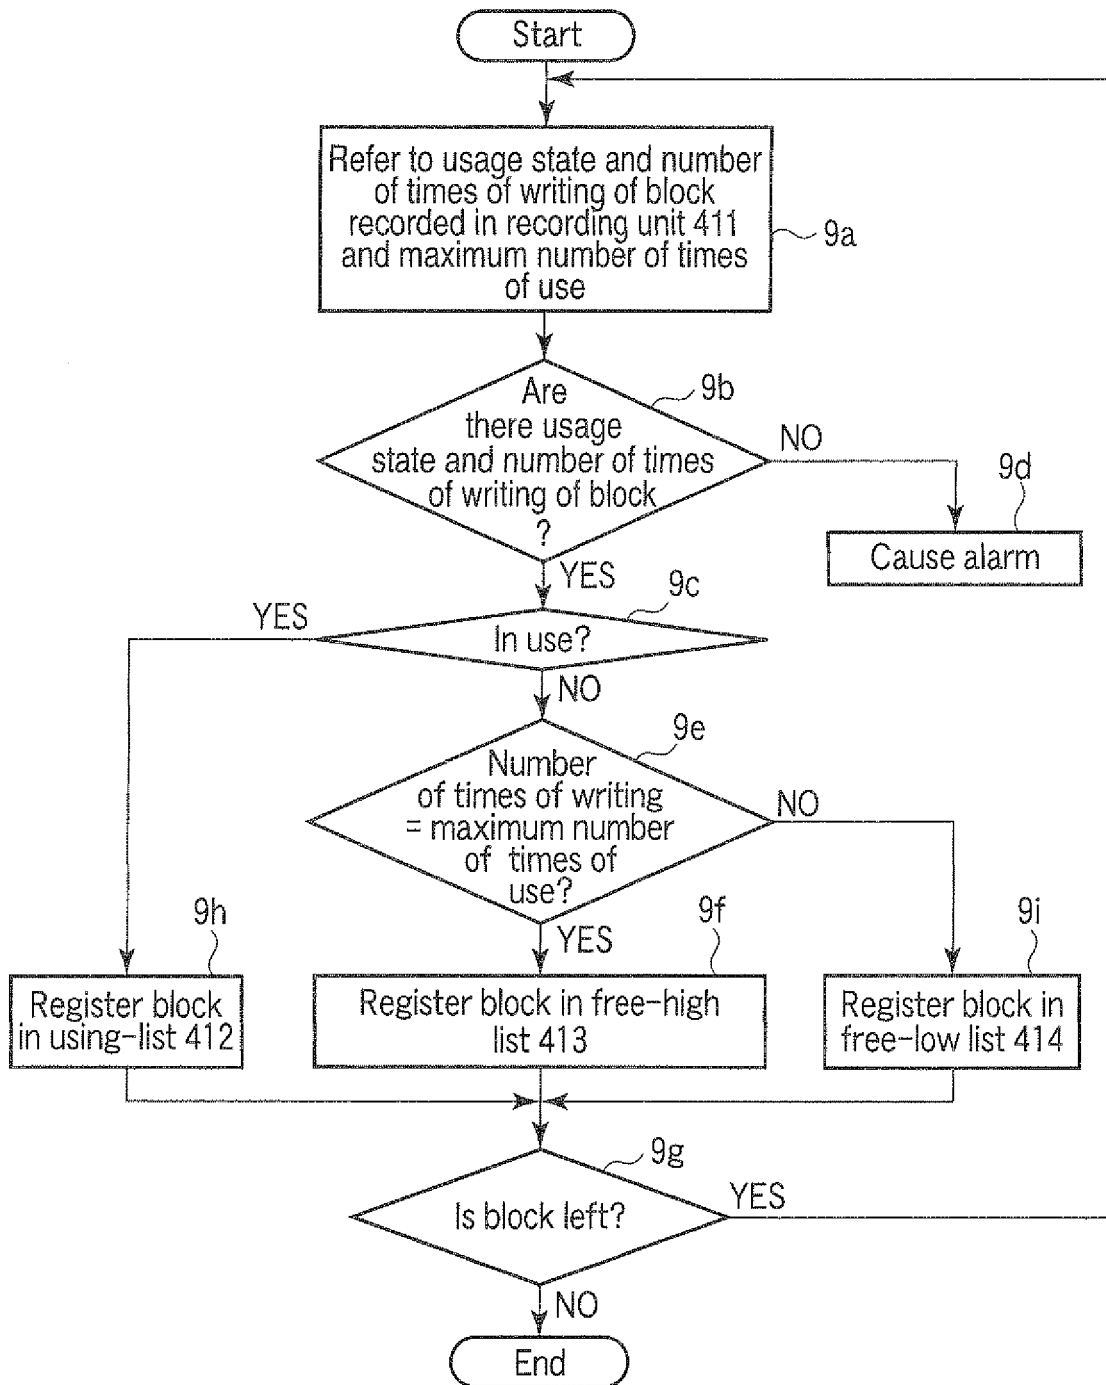 Start
Refer to usage state and number
of times of writing of block
recorded in recording unit 411
and maximum number of times
of use
9a
Are
there usage
state and number of times
of writing of block
?
9b
NO
9d
Cause alarm
YES
9c
YES
In use?
NO
9e
Number
of times of writing
= maximum number
of times of
use?
NO
9h
YES
9f
9i
Register block
in using-list 412
Register block in free-high
list 413
Register block in
free-low list 414
9g
Is block left?
YES
NO
End